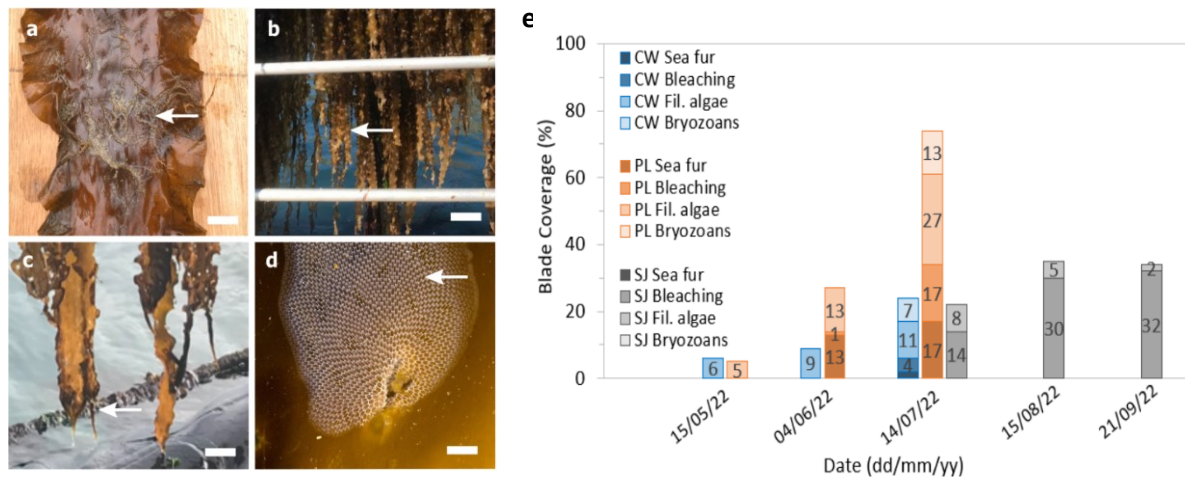 a
b
c
d
e
Blade Coverage (%)
100
80
60
40
20
0
CW Sea fur
CW Bleaching
CW Fil. algae
CW Bryozoans
PL Sea fur
PL Bleaching
PL Fil. algae
PL Bryozoans
SJ Sea fur
SJ Bleaching
SJ Fil. algae
SJ Bryozoans
6
5
9
13
1
13
7
11
4
13
27
17
17
8
14
5
30
2
32
15/05/22
04/06/22
14/07/22
15/08/22
21/09/22
Date (dd/mm/yy)